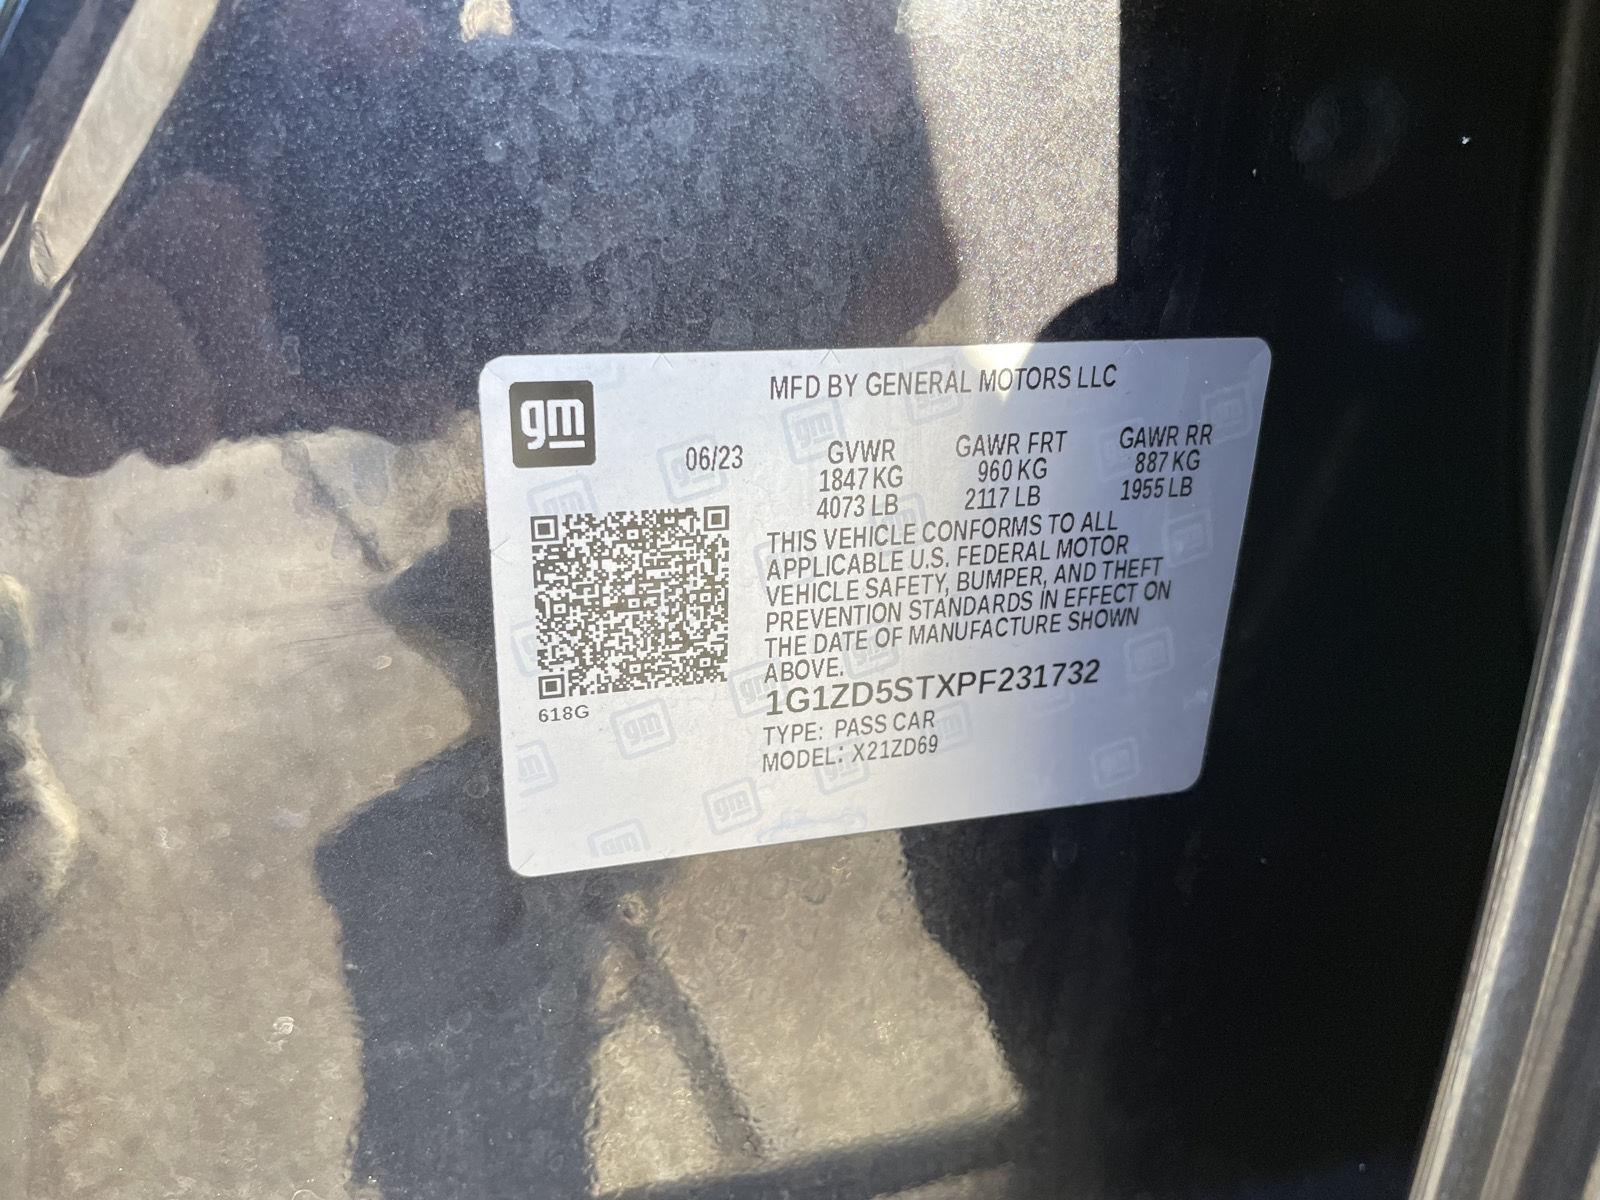 gm
MFD BY GENERAL MOTORS LLC
06/23 GVWR GAWR FRT GAWR RR
1847 KG 960 KG 887 KG
4073 LB 2117 LB 1955 LB
THIS VEHICLE CONFORMS TO ALL
APPLICABLE U.S. FEDERAL MOTOR
VEHICLE SAFETY, BUMPER, AND THEFT
PREVENTION STANDARDS IN EFFECT ON
THE DATE OF MANUFACTURE SHOWN
ABOVE.
1G1ZD5STXPF231732
TYPE: PASS CAR
MODEL: X21ZD69
618G